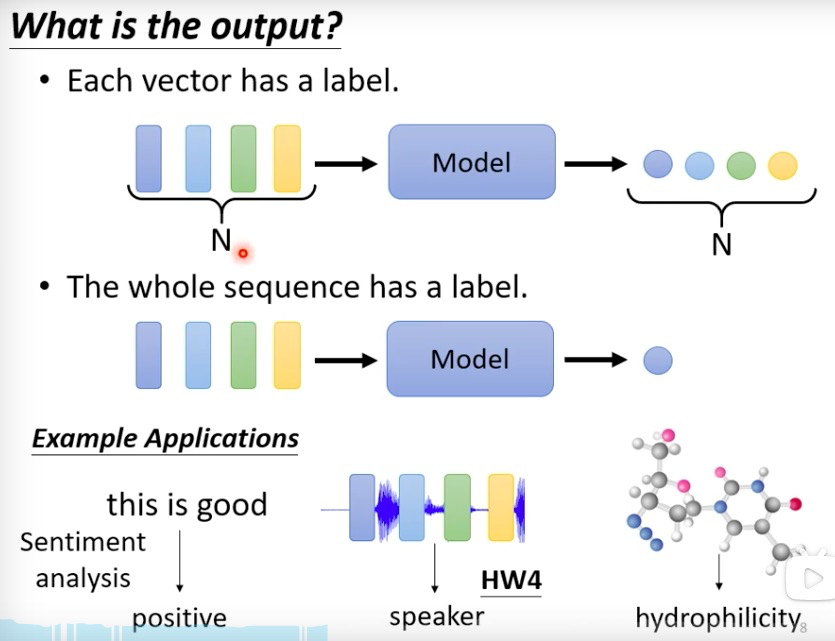 What is the output?
• Each vector has a label.
Model
N
N
• The whole sequence has a label.
Model
Example Applications
this is good
Sentiment
analysis
positive
HW4
speaker
hydrophilicity
8